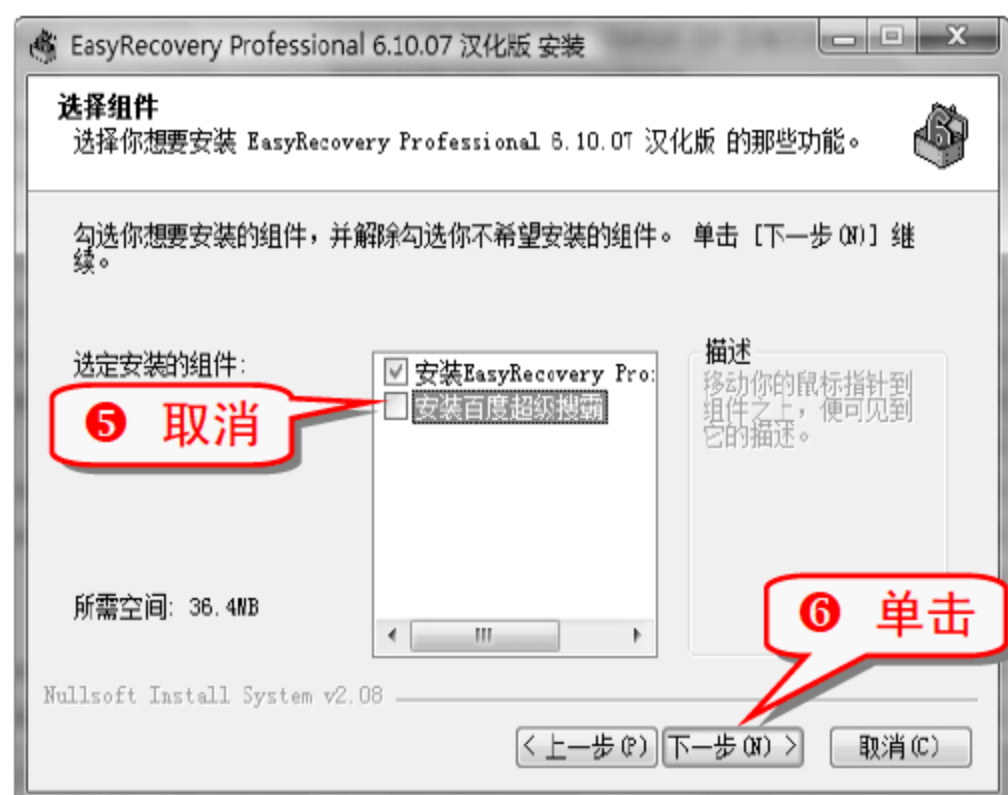 EasyRecovery Professional 6.10.07 汉化版 安装
选择组件
选择你想要安装 EasyRecovery Professional 6.10.07 汉化版 的那些功能。
勾选你想要安装的组件，并解除勾选你不希望安装的组件。 单击 [下一步(N)] 继
续。
选定安装的组件：
安装EasyRecovery Pro:
安装百度超级搜霸
描述
移动你的鼠标指针到
组件之上，便可见到
它的描述。
❺ 取消
所需空间: 36.4MB
❻ 单击
Nullsoft Install System v2.08
< 上一步(P)
下一步(N) >
取消(C)